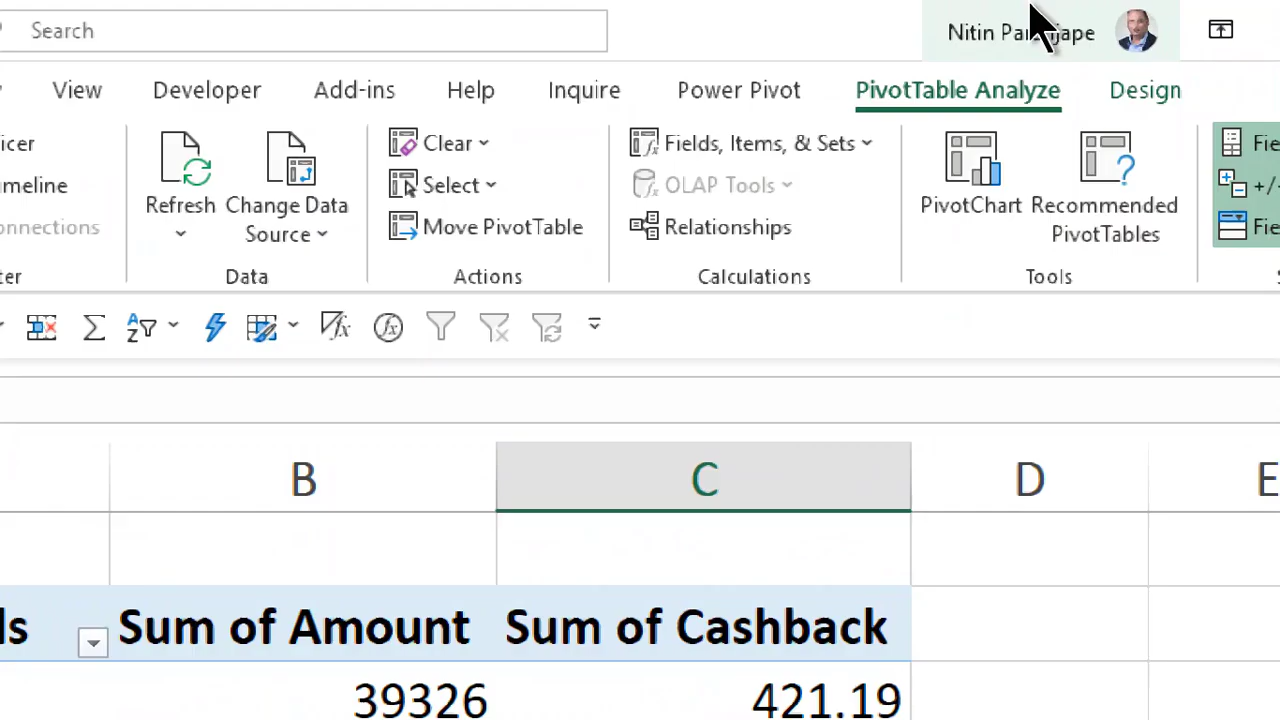 Search
Nitin
View Developer Add-ins Help Inquire Power Pivot PivotTable Analyze Design
Clear Fields, Items, & Sets
Select OLAP Tools
Refresh Change Data Source PivotChart Recommended PivotTables
Move PivotTable Relationships
Data Actions Calculations Tools
B C D E
Sum of Amount Sum of Cashback
39326 421.19